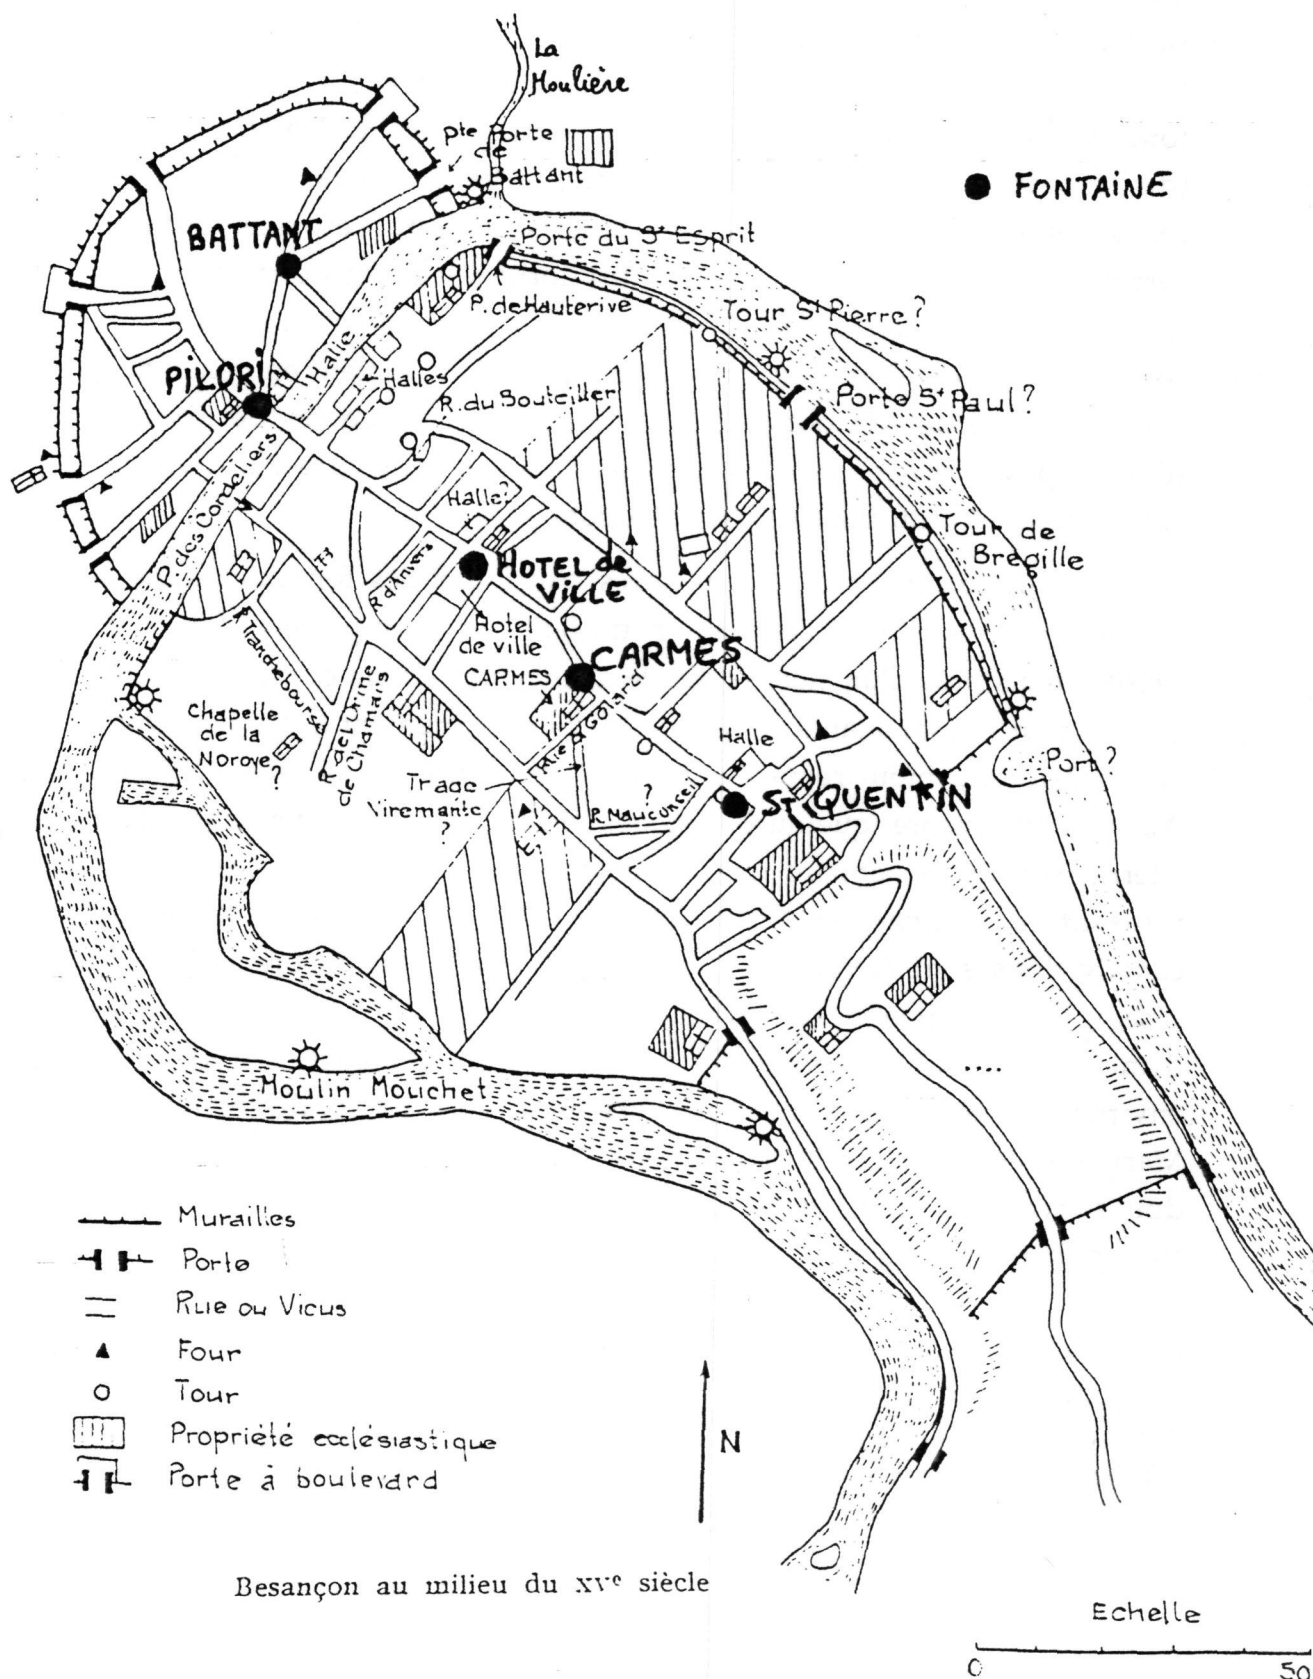 La
Moulière
Pte Porte
de
Battant
FONTAINE
BATTANT
Porte du St Esprit
P. de Hauterive
Tour St Pierre ?
Halle
PILORI
Halles
R. du Bouteiller
Porte St Paul ?
P. des Cordeliers
Halle ?
Tour de
Bregille
R d'Anvers
HOTEL de
VILLE
Hotel
de ville
CARMES
CARMES
Tranchebourse
R de l'Orme
de Chamars
Rue Golard
Chapelle
de la
Noroye
?
Halle
Port ?
Trage
Viremante
?
?
R. Mauconseil
St QUENTIN
Moulin Mouchet
....
Murailles
Porte
Rue ou Vicus
Four
Tour
Propriété ecclésiastique
Porte à boulevard
N
Besançon au milieu du XVe siècle
Echelle
0 50